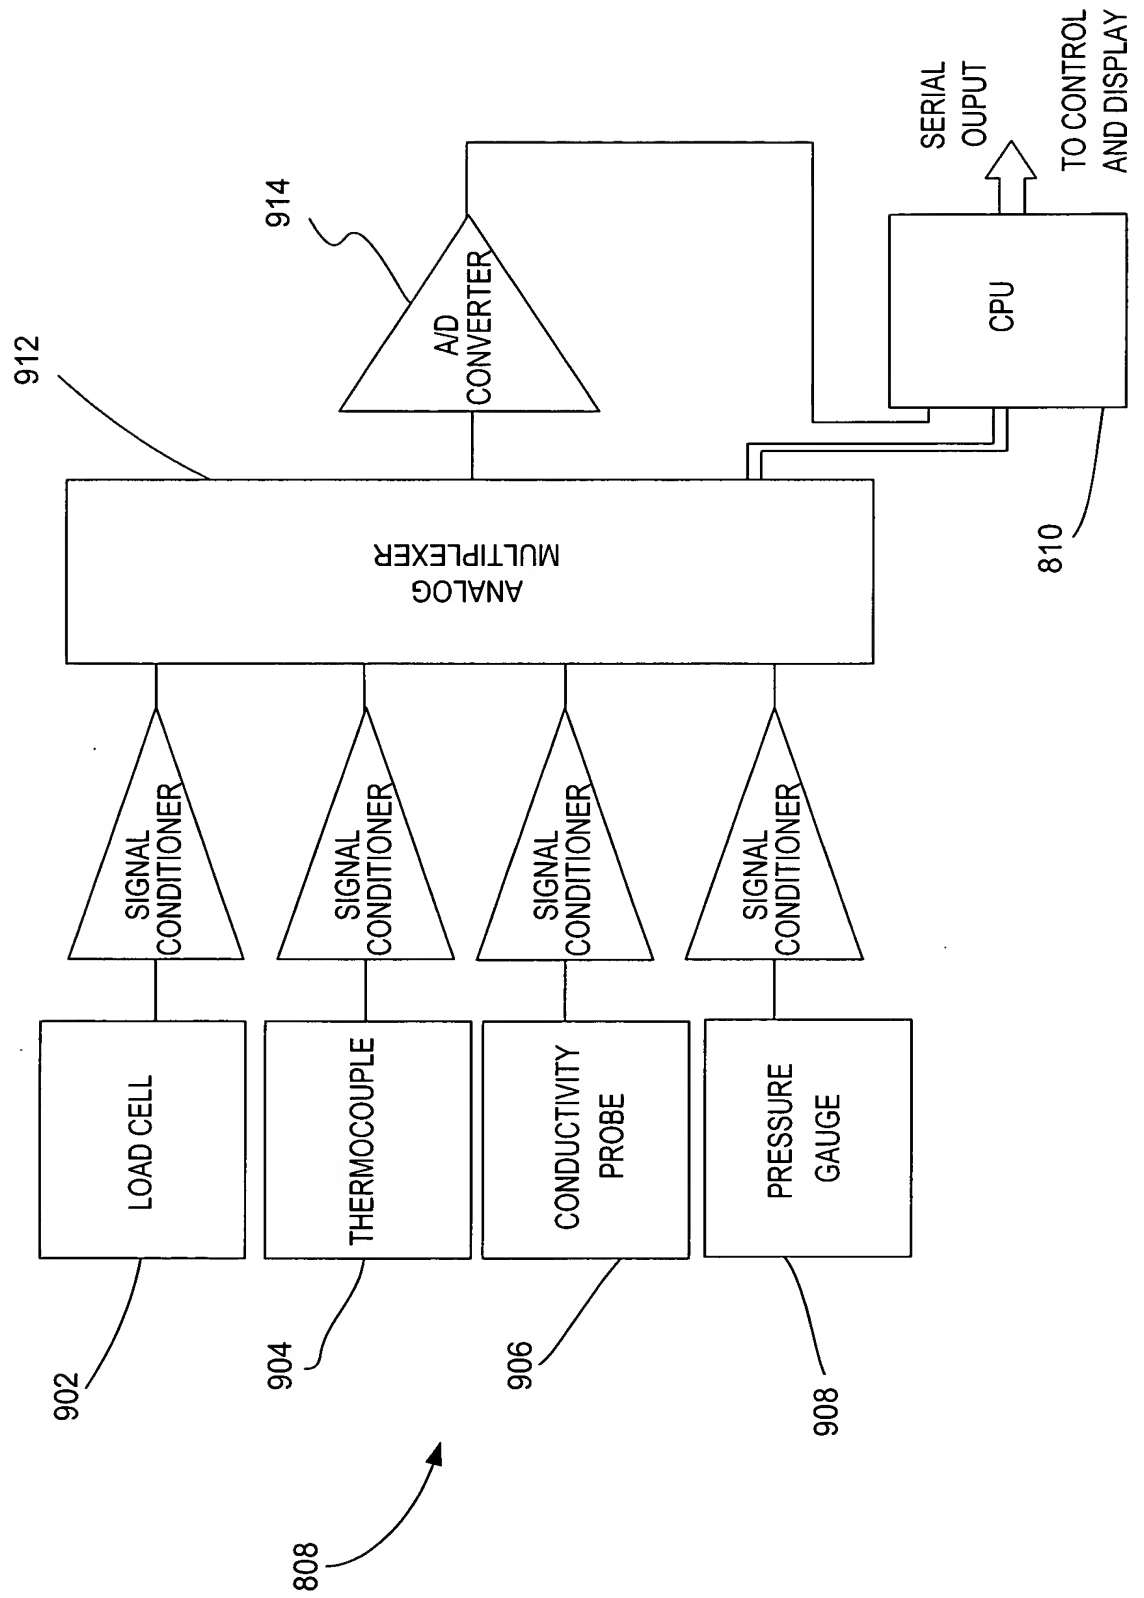 808
902
LOAD CELL
SIGNAL
CONDITIONER
904
THERMOCOUPLE
SIGNAL
CONDITIONER
906
CONDUCTIVITY
PROBE
SIGNAL
CONDITIONER
908
PRESSURE
GAUGE
SIGNAL
CONDITIONER
912
ANALOG
MULTIPLEXER
914
A/D
CONVERTER
810
CPU
SERIAL
OUPUT
TO CONTROL
AND DISPLAY